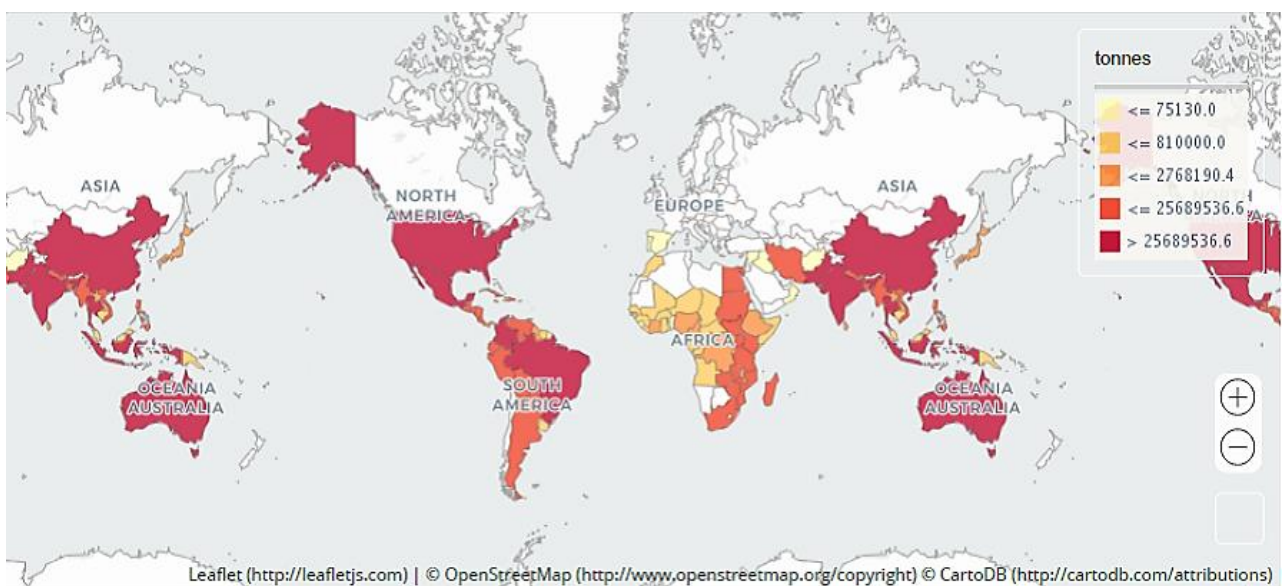 tonnes
<= 75130.0
<= 810000.0
<= 2768190.4
<= 25689536.6
> 25689536.6
ASIA
NORTH
AMERICA
EUROPE
ASIA
AFRICA
OCEANIA
AUSTRALIA
SOUTH
AMERICA
OCEANIA
AUSTRALIA
+
−
Leaflet (http://leafletjs.com) | © OpenStreetMap (http://www.openstreetmap.org/copyright) © CartoDB (http://cartodb.com/attributions)